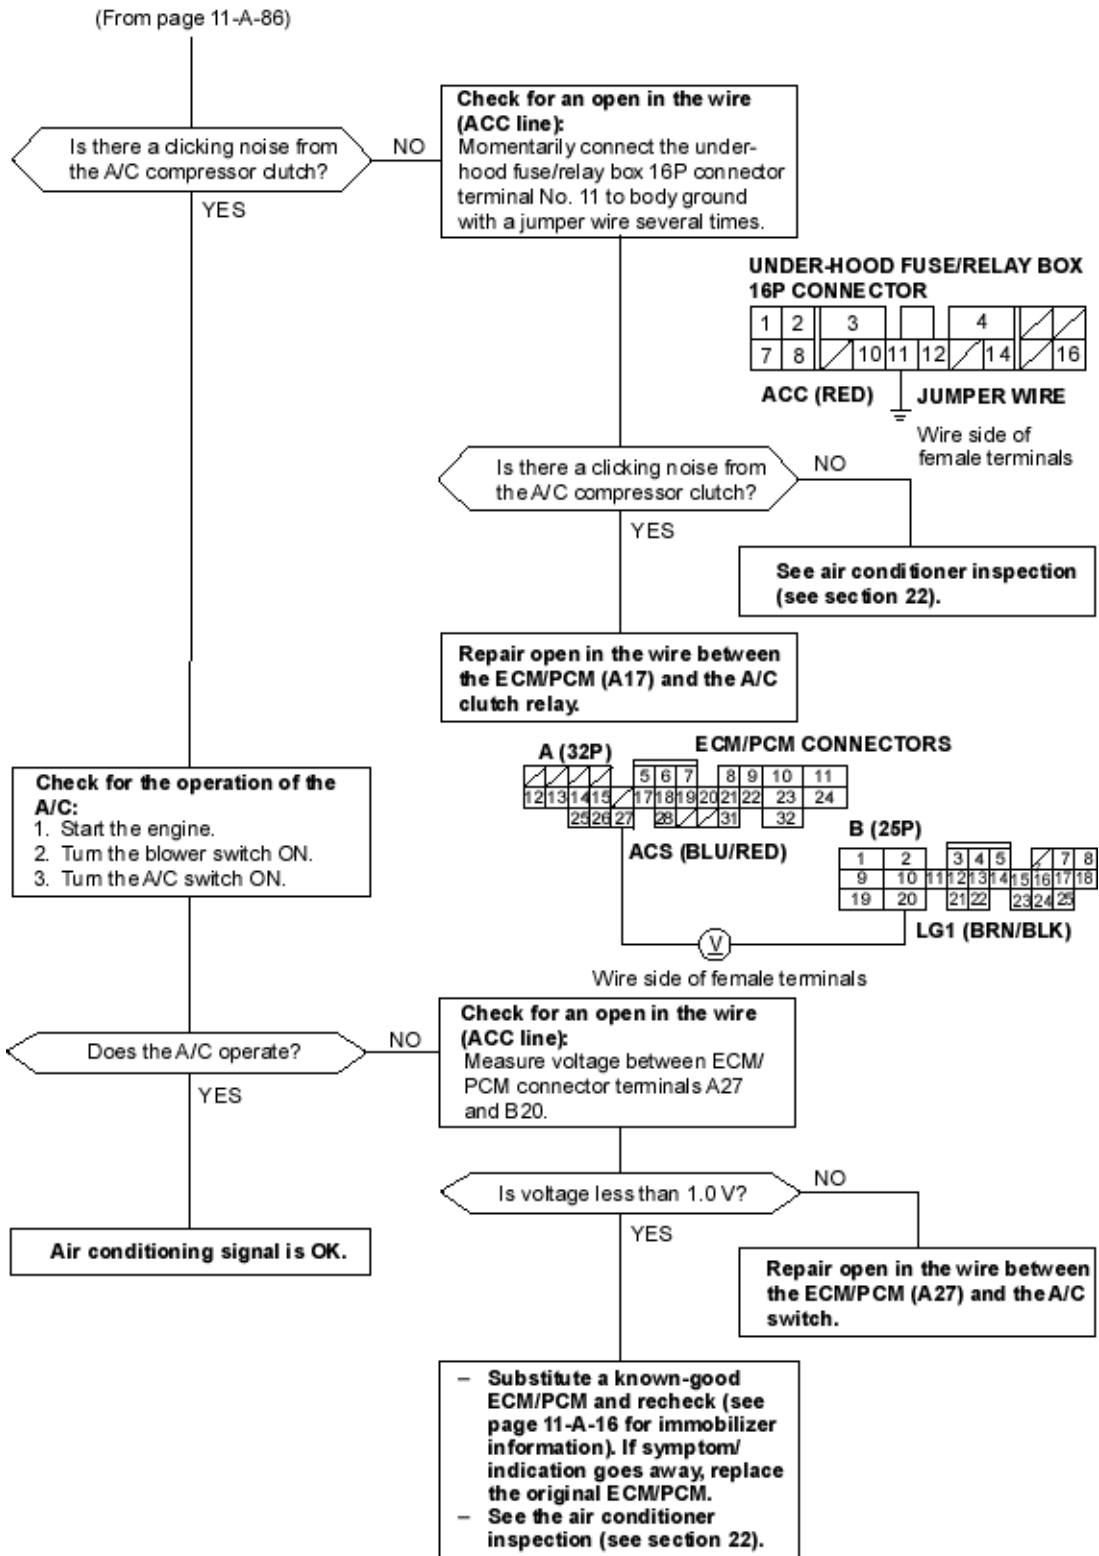 (From page 11-A-86)
Is there a clicking noise from
the A/C compressor clutch?
NO
YES
Check for an open in the wire
(ACC line):
Momentarily connect the under-
hood fuse/relay box 16P connector
terminal No. 11 to body ground
with a jumper wire several times.
UNDER-HOOD FUSE/RELAY BOX
16P CONNECTOR
1 2 3 4
7 8 10 11 12 14 16
ACC (RED)
JUMPER WIRE
Wire side of
female terminals
Is there a clicking noise from
the A/C compressor clutch?
NO
YES
See air conditioner inspection
(see section 22).
Repair open in the wire between
the ECM/PCM (A17) and the A/C
clutch relay.
ECM/PCM CONNECTORS
A (32P)
5 6 7 8 9 10 11
12 13 14 15 17 18 19 20 21 22 23 24
25 26 27 28 31 32
ACS (BLU/RED)
B (25P)
1 2 3 4 5 7 8
9 10 11 12 13 14 15 16 17 18
19 20 21 22 23 24 25
LG1 (BRN/BLK)
V
Wire side of female terminals
Check for the operation of the
A/C:
1. Start the engine.
2. Turn the blower switch ON.
3. Turn the A/C switch ON.
Does the A/C operate?
NO
YES
Check for an open in the wire
(ACC line):
Measure voltage between ECM/
PCM connector terminals A27
and B20.
Is voltage less than 1.0 V?
NO
YES
Air conditioning signal is OK.
Repair open in the wire between
the ECM/PCM (A27) and the A/C
switch.
– Substitute a known-good
ECM/PCM and recheck (see
page 11-A-16 for immobilizer
information). If symptom/
indication goes away, replace
the original ECM/PCM.
– See the air conditioner
inspection (see section 22).